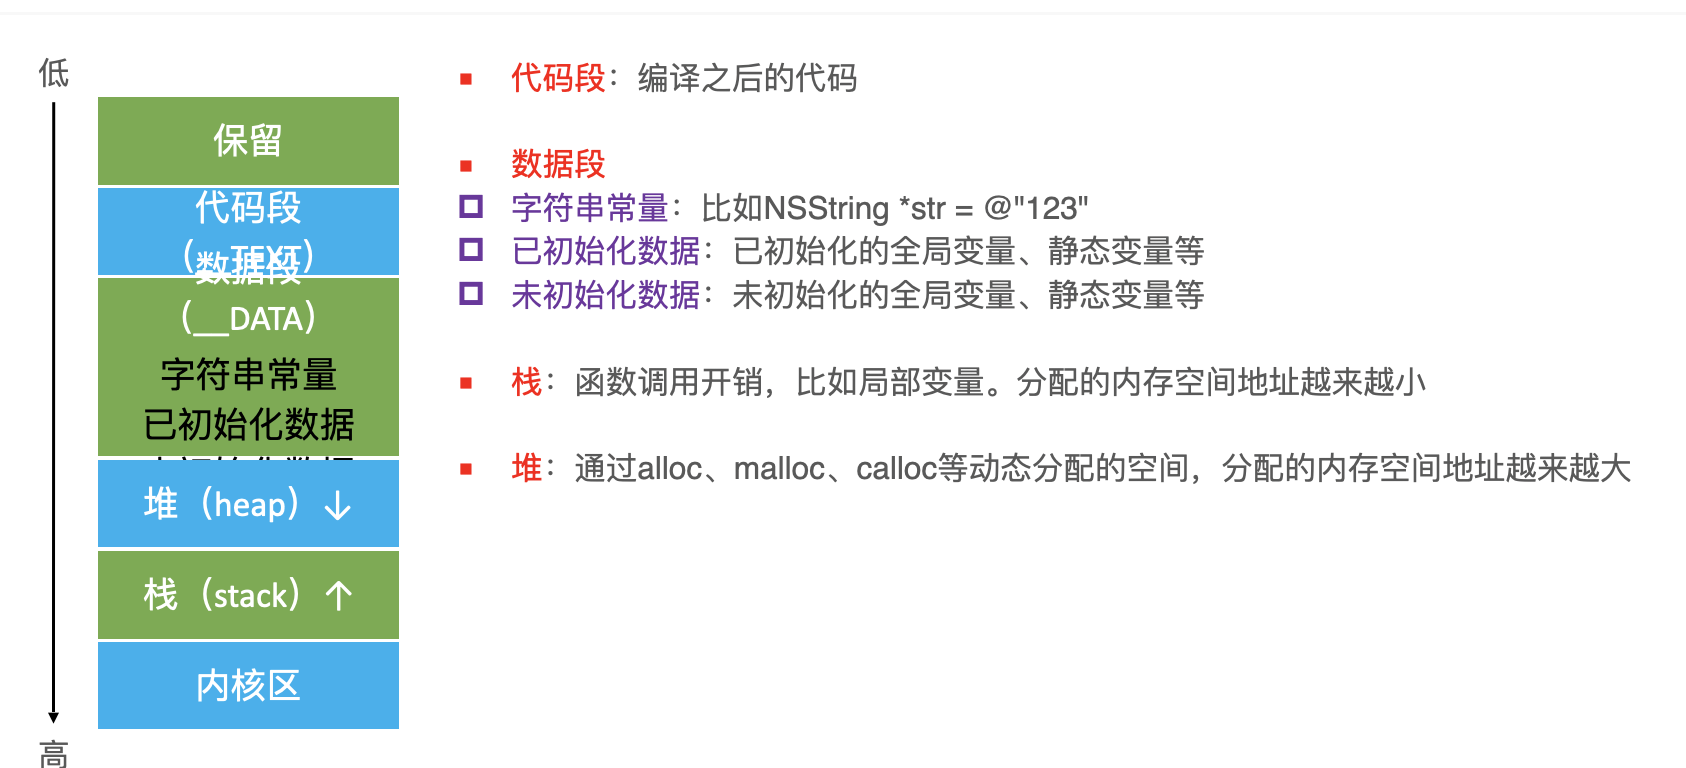 低
保留
代码段
（__TEXT）
数据段
（__DATA）
字符串常量
已初始化数据
堆（heap）↓
栈（stack）↑
内核区
高
代码段：编译之后的代码
数据段
字符串常量：比如NSString *str = @"123"
已初始化数据：已初始化的全局变量、静态变量等
未初始化数据：未初始化的全局变量、静态变量等
栈：函数调用开销，比如局部变量。分配的内存空间地址越来越小
堆：通过alloc、malloc、calloc等动态分配的空间，分配的内存空间地址越来越大